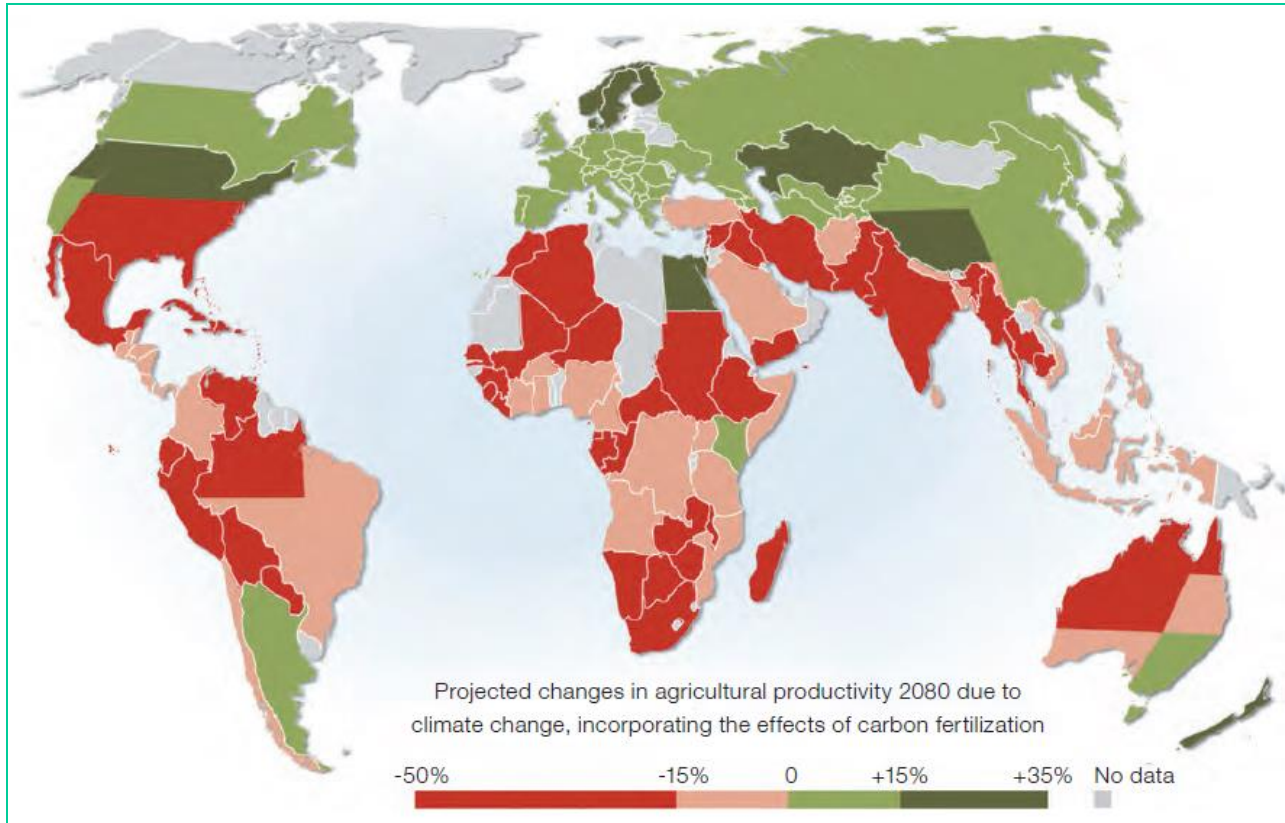 Projected changes in agricultural productivity 2080 due to
climate change, incorporating the effects of carbon fertilization
-50% -15% 0 +15% +35% No data